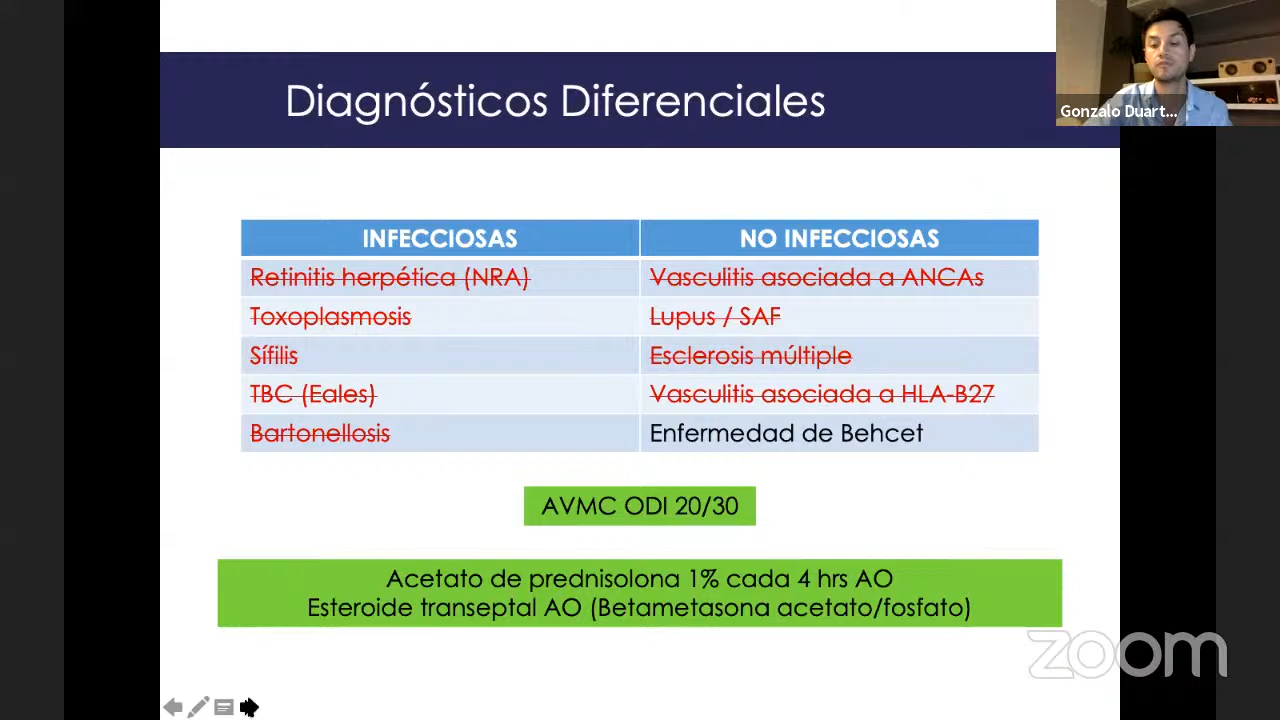 Diagnósticos Diferenciales
Gonzalo Duart...
INFECCIOSAS
NO INFECCIOSAS
Retinitis herpética (NRA)
Vasculitis asociada a ANCAs
Toxoplasmosis
Lupus / SAF
Sífilis
Esclerosis múltiple
TBC (Eales)
Vasculitis asociada a HLA-B27
Bartonellosis
Enfermedad de Behcet
AVMC ODI 20/30
Acetato de prednisolona 1% cada 4 hrs AO
Esteroide transeptal AO (Betametasona acetato/fosfato)
zoom